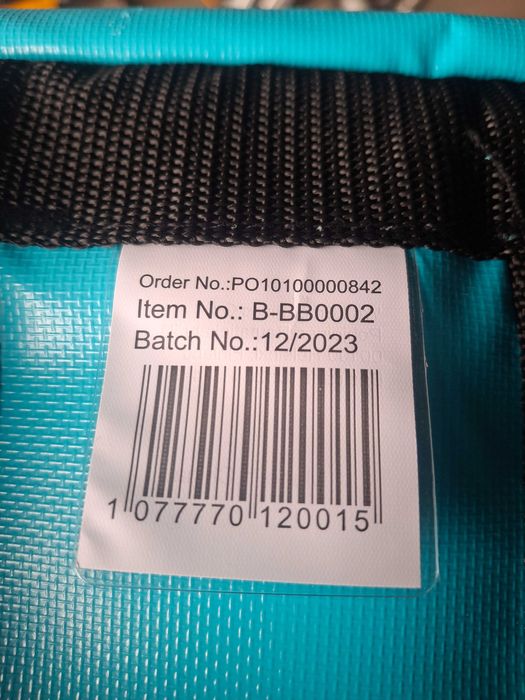 Order No.:PO10100000842
Item No.: B-BB0002
Batch No.:12/2023
1 077770 120015